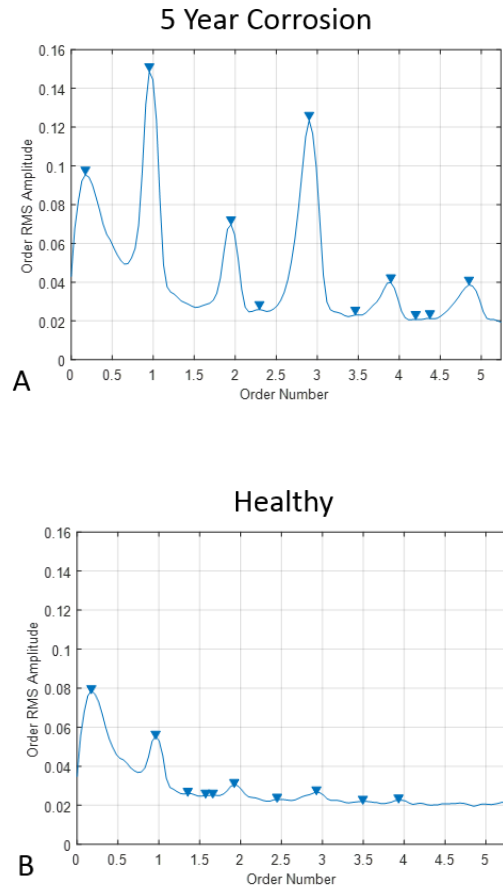 5 Year Corrosion
0.16
0.14
0.12
0.1
0.08
0.06
0.04
0.02
0
Order RMS Amplitude
0 0.5 1 1.5 2 2.5 3 3.5 4 4.5 5
Order Number
A
Healthy
0.16
0.14
0.12
0.1
0.08
0.06
0.04
0.02
0
Order RMS Amplitude
0 0.5 1 1.5 2 2.5 3 3.5 4 4.5 5
Order Number
B